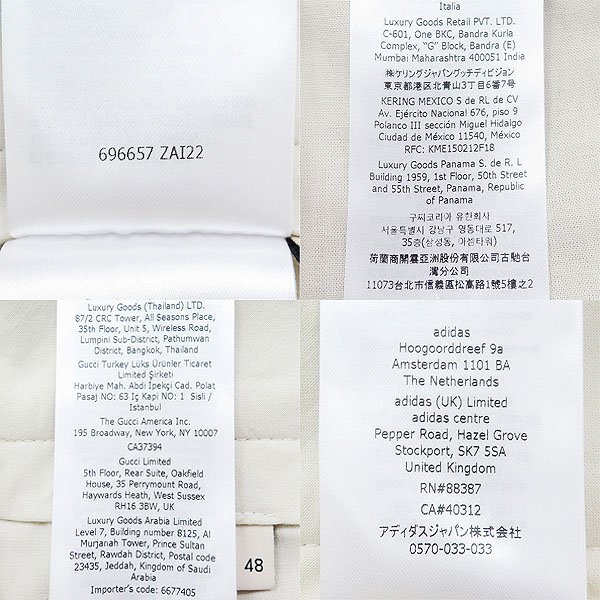 696657 ZAI22
Italia
Luxury Goods Retail PVT. LTD.
C-601, One BKC, Bandra Kurla
Complex, "G" Block, Bandra (E)
Mumbai Maharashtra 400051 India
㈱ケリングジャパングッチディビジョン
東京都港区北青山3丁目6番7号
KERING MEXICO S de RL de CV
Av. Ejército Nacional 676, piso 9
Polanco III sección Miguel Hidalgo
Ciudad de México 11540, México
RFC: KME150212F18
Luxury Goods Panama S. de R. L
Building 1959, 1st Floor, 50th Street
and 55th Street, Panama, Republic
of Panama
구찌코리아 유한회사
서울특별시 강남구 영동대로 517,
35층(삼성동, 아셈타워)
荷蘭商開雲亞洲股份有限公司古馳台
灣分公司
11073台北市信義區松高路1號5樓之2
Luxury Goods (Thailand) LTD.
87/2 CRC Tower, All Seasons Place,
35th Floor, Unit 5, Wireless Road,
Lumpini Sub-District, Pathumwan
District, Bangkok, Thailand
Gucci Turkey Lüks Ürünler Ticaret
Limited Şirketi
Harbiye Mah. Abdi İpekçi Cad. Polat
Pasaj NO: 63 İç Kapi NO: 1 Sisli /
Istanbul
The Gucci America Inc.
195 Broadway, New York, NY 10007
CA37394
Gucci Limited
5th Floor, Rear Suite, Oakfield
House, 35 Perrymount Road,
Haywards Heath, West Sussex
RH16 3BW, UK
Luxury Goods Arabia Limited
Level 7, Building number 8125, Al
Murjanah Tower, Prince Sultan
Street, Rawdah District, Postal code
23435, Jeddah, Kingdom of Saudi
Arabia
Importer's code: 6677405
48
adidas
Hoogoorddreef 9a
Amsterdam 1101 BA
The Netherlands
adidas (UK) Limited
adidas centre
Pepper Road, Hazel Grove
Stockport, SK7 5SA
United Kingdom
RN#88387
CA#40312
アディダスジャパン株式会社
0570-033-033